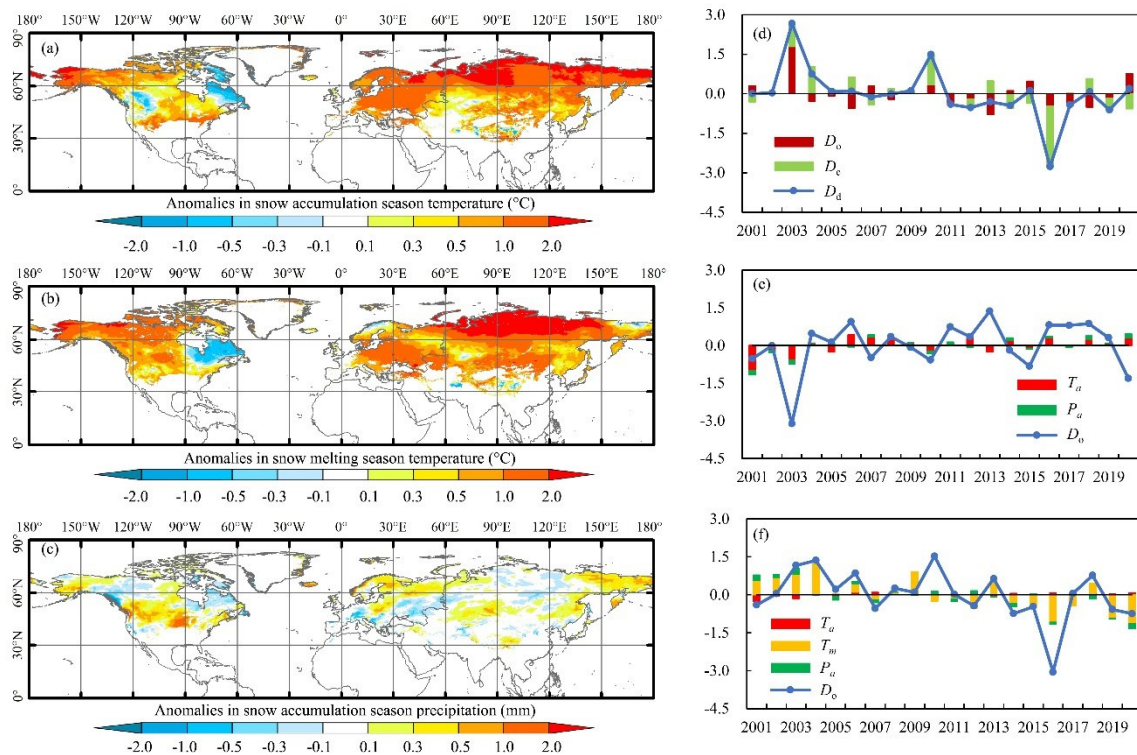 180° 150°W 120°W 90°W 60°W 30°W 0° 30°E 60°E 90°E 120°E 150°E 180°
90°
60°N
30°N
0°
(a)
Anomalies in snow accumulation season temperature (°C)
-2.0 -1.0 -0.5 -0.3 -0.1 0.1 0.3 0.5 1.0 2.0
180° 150°W 120°W 90°W 60°W 30°W 0° 30°E 60°E 90°E 120°E 150°E 180°
90°
60°N
30°N
0°
(b)
Anomalies in snow melting season temperature (°C)
-2.0 -1.0 -0.5 -0.3 -0.1 0.1 0.3 0.5 1.0 2.0
180° 150°W 120°W 90°W 60°W 30°W 0° 30°E 60°E 90°E 120°E 150°E 180°
90°
60°N
30°N
0°
(c)
Anomalies in snow accumulation season precipitation (mm)
-2.0 -1.0 -0.5 -0.3 -0.1 0.1 0.3 0.5 1.0 2.0
3.0
(d)
1.5
0.0
-1.5
Do
De
-3.0
Dd
-4.5
2001 2003 2005 2007 2009 2011 2013 2015 2017 2019
3.0
(e)
1.5
0.0
-1.5
Ta
Pa
-3.0
Do
-4.5
2001 2003 2005 2007 2009 2011 2013 2015 2017 2019
3.0
(f)
1.5
0.0
Ta
-1.5
Tm
Pa
-3.0
Do
-4.5
2001 2003 2005 2007 2009 2011 2013 2015 2017 2019